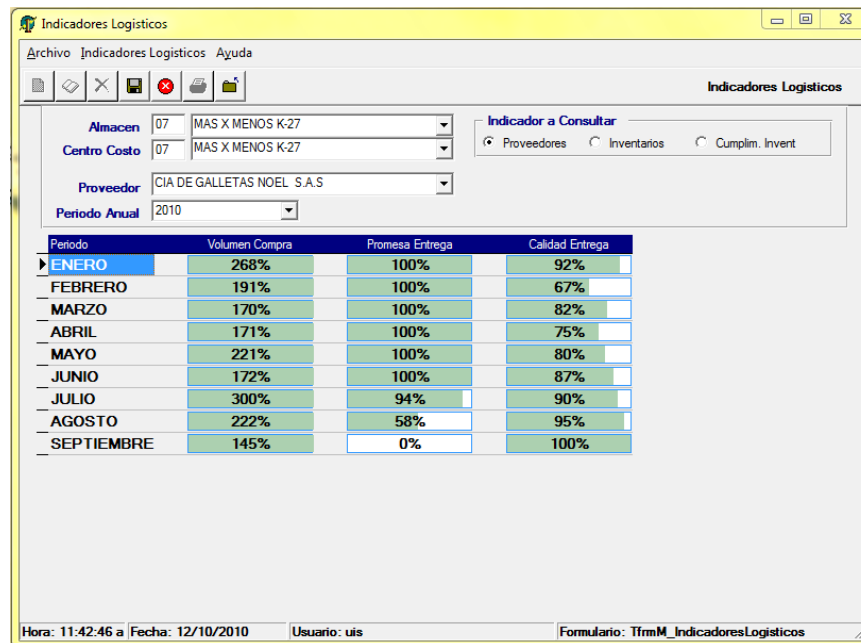 Indicadores Logisticos
Archivo Indicadores Logisticos Ayuda
Indicadores Logisticos
Almacen 07 MAS X MENOS K-27
Centro Costo 07 MAS X MENOS K-27
Indicador a Consultar
Proveedores Inventarios Cumplim. Invent
Proveedor CIA DE GALLETAS NOEL S.A.S
Periodo Anual 2010
Periodo Volumen Compra Promesa Entrega Calidad Entrega
ENERO 268% 100% 92%
FEBRERO 191% 100% 67%
MARZO 170% 100% 82%
ABRIL 171% 100% 75%
MAYO 221% 100% 80%
JUNIO 172% 100% 87%
JULIO 300% 94% 90%
AGOSTO 222% 58% 95%
SEPTIEMBRE 145% 0% 100%
Hora: 11:42:46 a Fecha: 12/10/2010 Usuario: uis Formulario: TfrmM_IndicadoresLogisticos